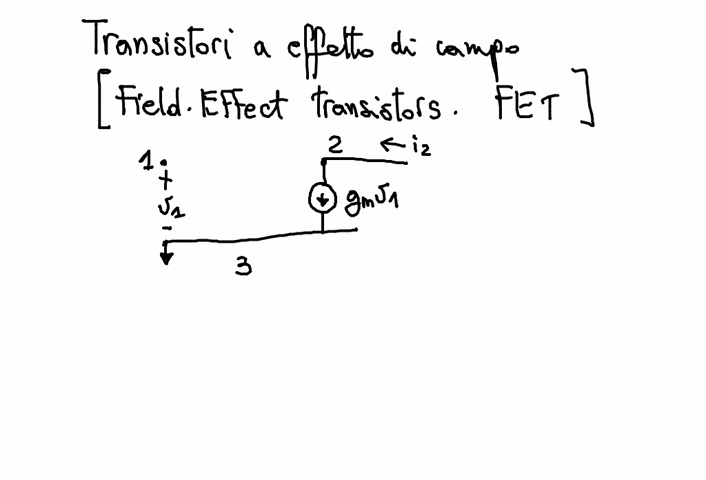 Transistori a effetto di campo
[Field. Effect transistors. FET]
2 ← i2
1
+
v1 gmv1
-
3